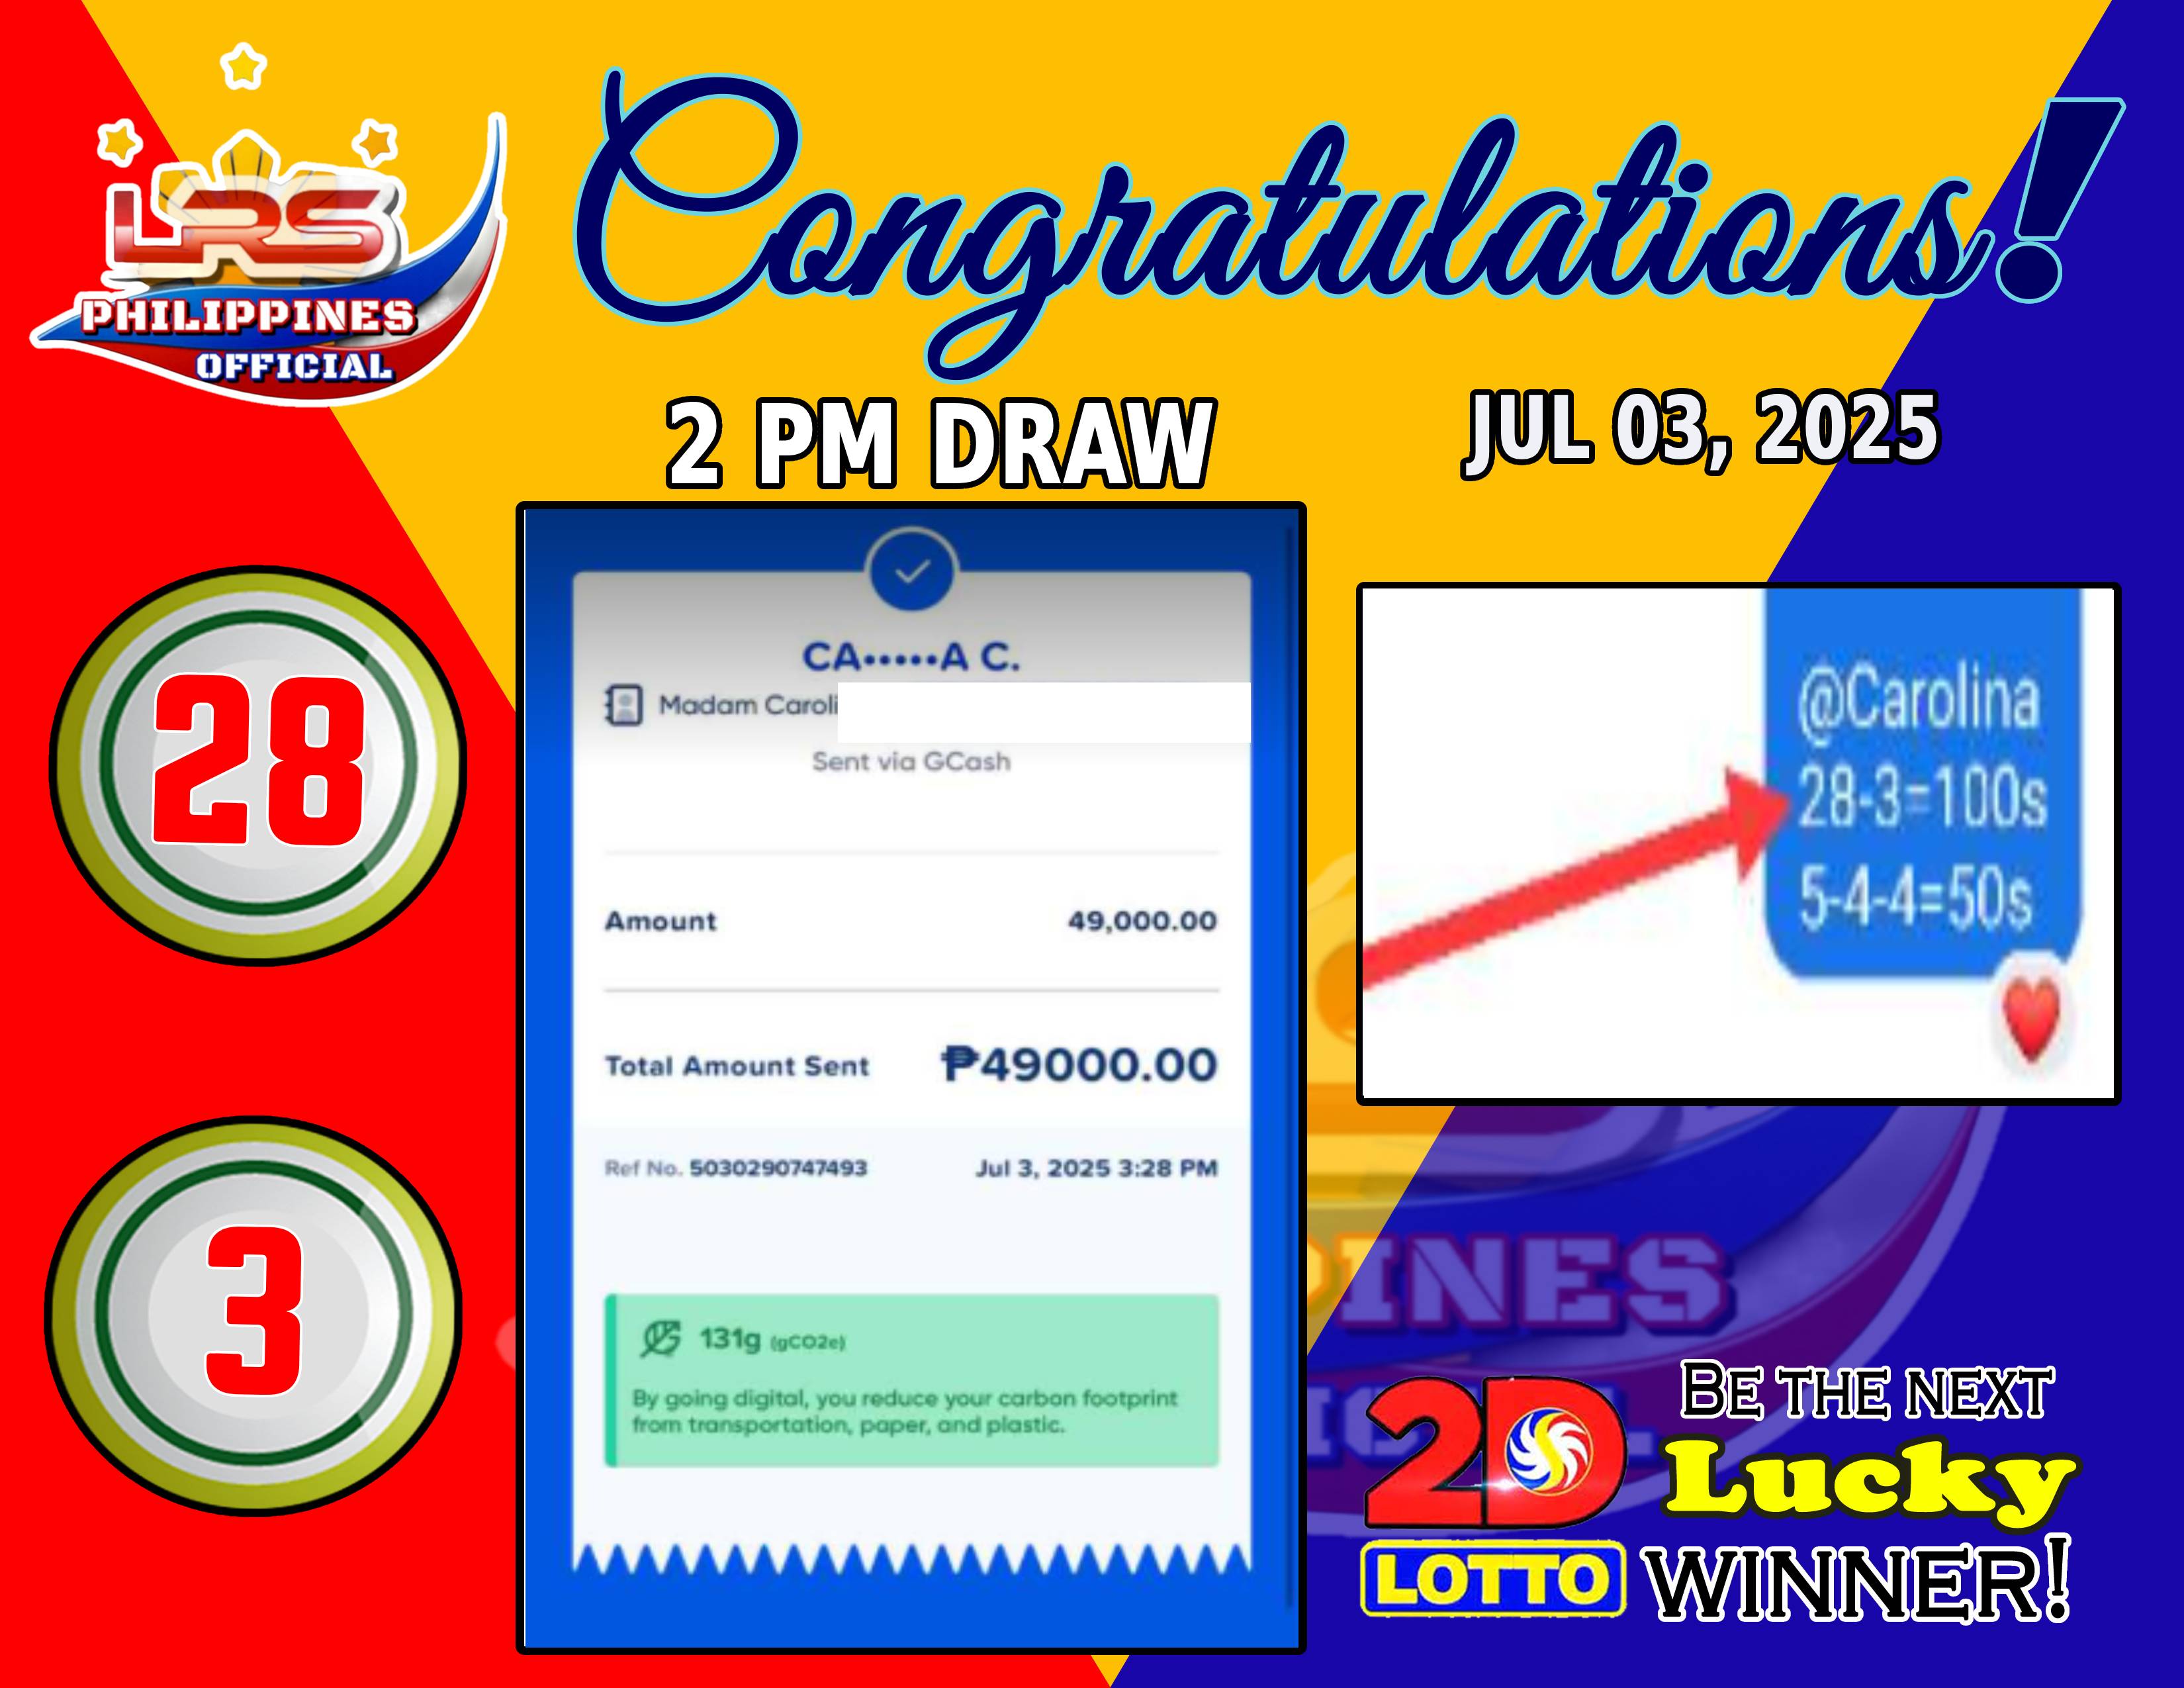 LRS
PHILIPPINES
OFFICIAL
Congratulations!
2 PM DRAW
JUL 03, 2025
28
3
CA•••••A C.
Madam Caroli
Sent via GCash
Amount 49,000.00
Total Amount Sent ₱49000.00
Ref No. 5030290747493 Jul 3, 2025 3:28 PM
131g (gCO2e)
By going digital, you reduce your carbon footprint
from transportation, paper, and plastic.
@Carolina
28-3=100s
5-4-4=50s
PINES
2D
LOTTO
BE THE NEXT
Lucky
WINNER!